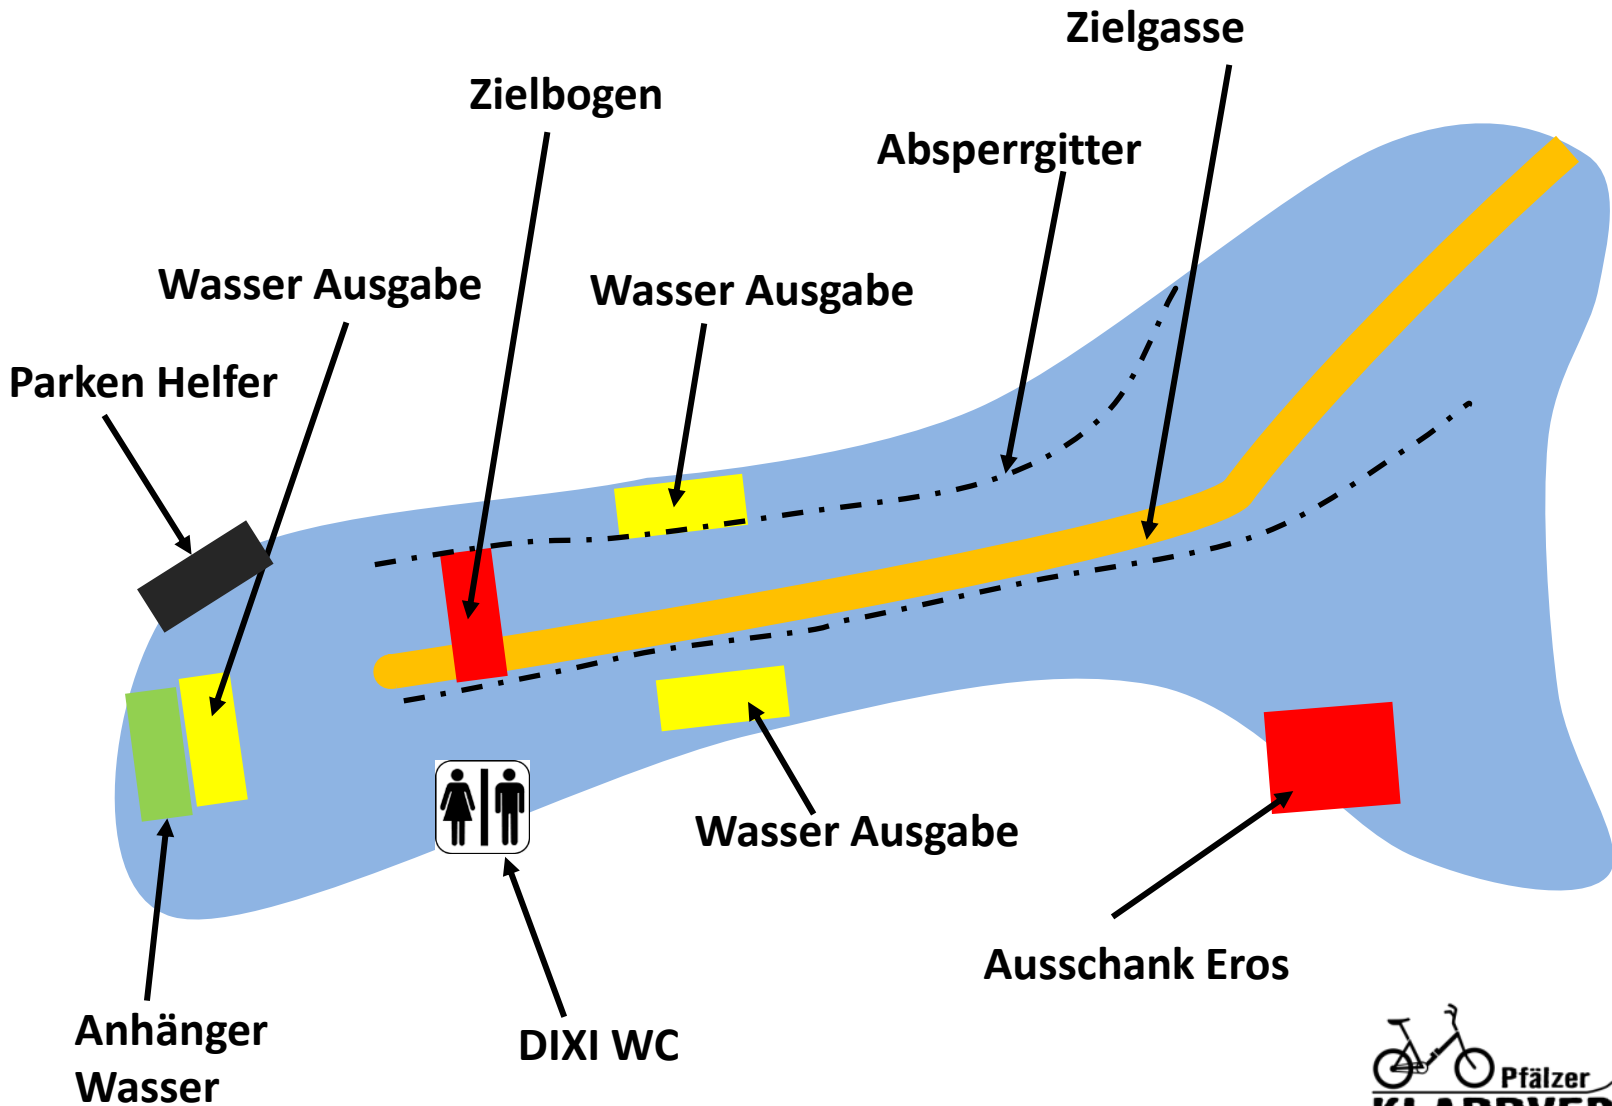 Zielgasse
Zielbogen
Absperrgitter
Wasser Ausgabe
Wasser Ausgabe
Parken Helfer
Wasser Ausgabe
Ausschank Eros
Anhänger
Wasser
DIXI WC
Pfälzer